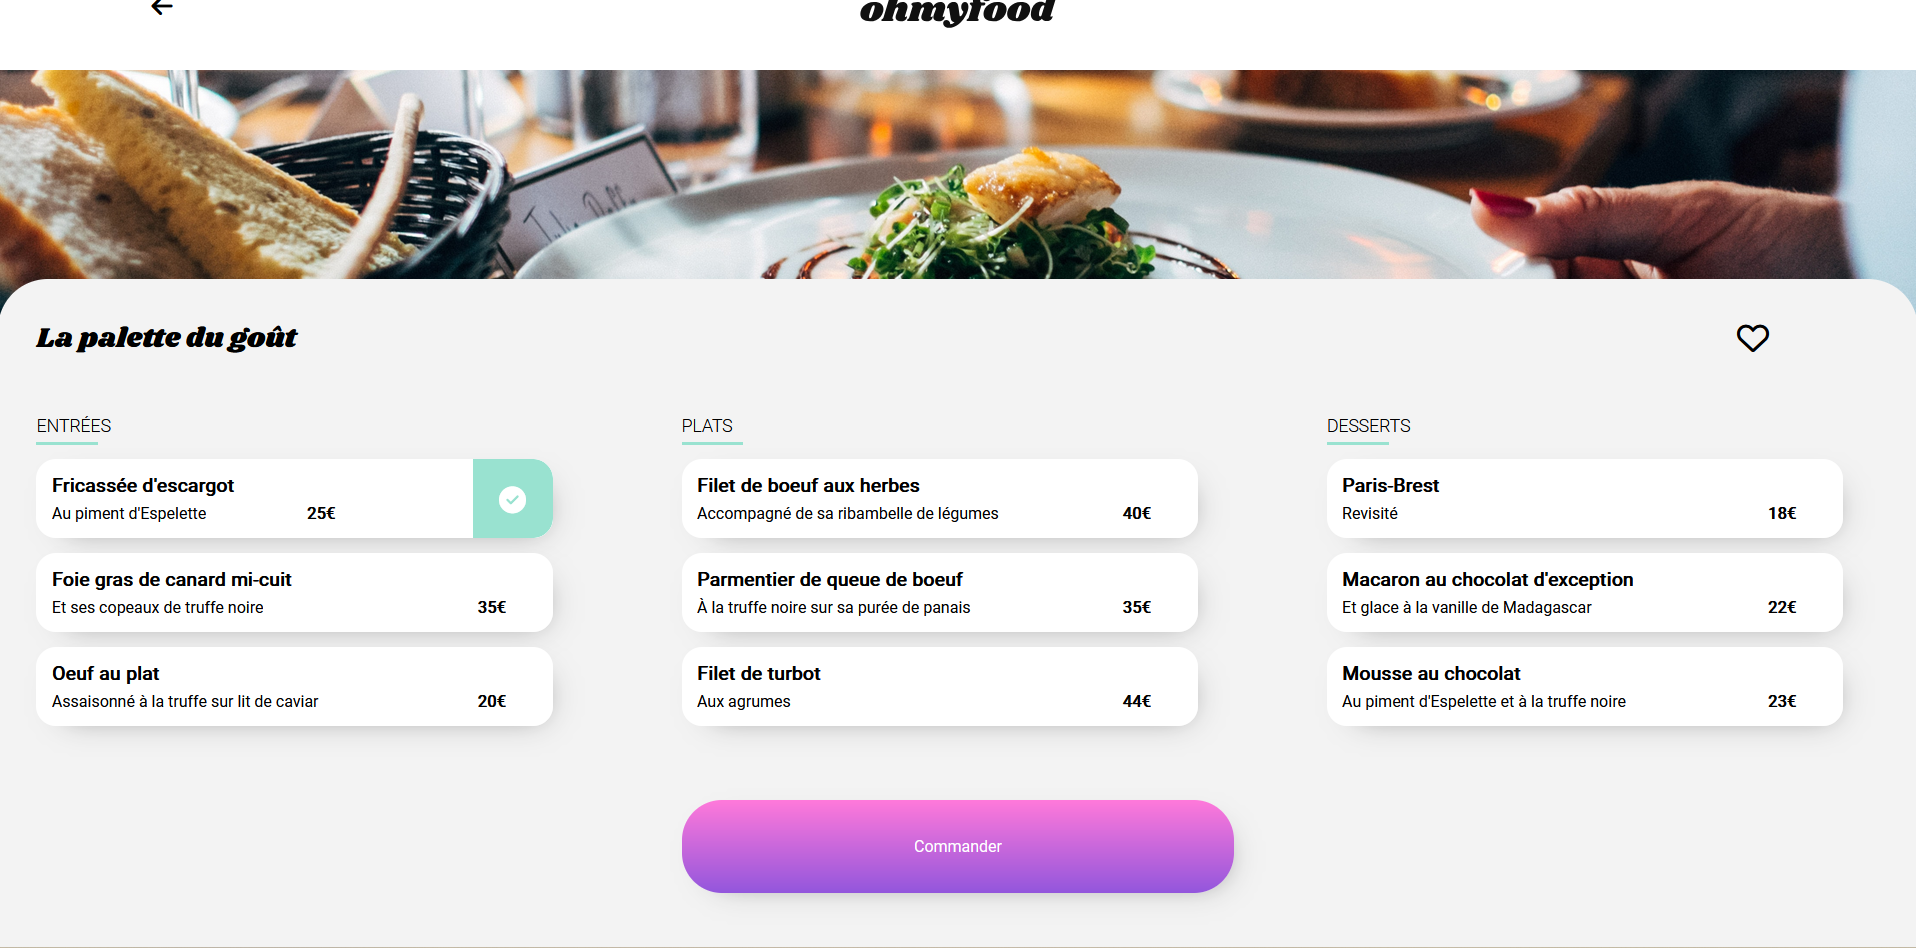 ohmyfood
La palette du goût
ENTRÉES
Fricassée d'escargot
Au piment d'Espelette 25€
Foie gras de canard mi-cuit
Et ses copeaux de truffe noire 35€
Oeuf au plat
Assaisonné à la truffe sur lit de caviar 20€
PLATS
Filet de boeuf aux herbes
Accompagné de sa ribambelle de légumes 40€
Parmentier de queue de boeuf
À la truffe noire sur sa purée de panais 35€
Filet de turbot
Aux agrumes 44€
DESSERTS
Paris-Brest
Revisité 18€
Macaron au chocolat d'exception
Et glace à la vanille de Madagascar 22€
Mousse au chocolat
Au piment d'Espelette et à la truffe noire 23€
Commander